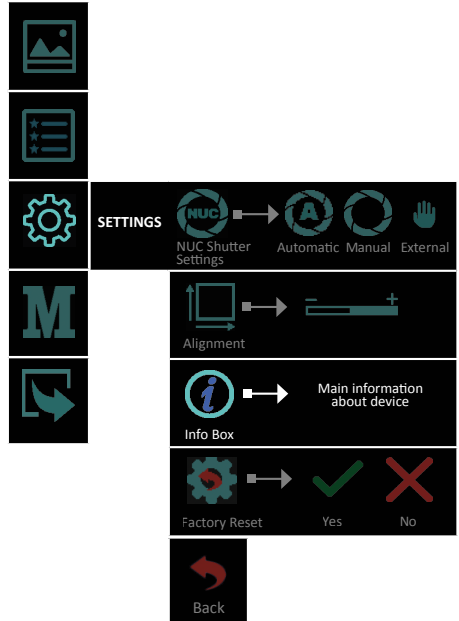 SETTINGS
NUC
NUC Shutter
Settings
A
Automatic
Manual
External
Alignment
- +
i
Info Box
Main information
about device
M
Factory Reset
Yes
No
Back